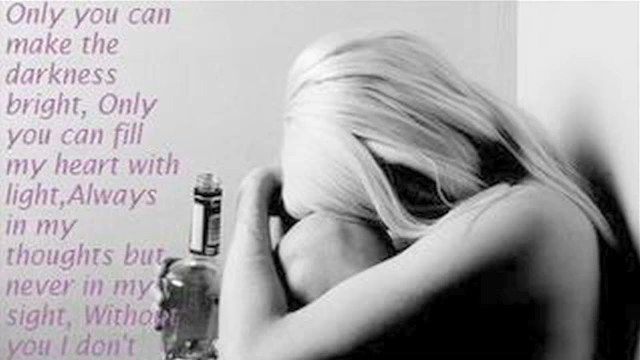 Only you can
make the
darkness
bright, Only
you can fill
my heart with
light,Always
in my
thoughts but
never in my
sight, Without
you I don't